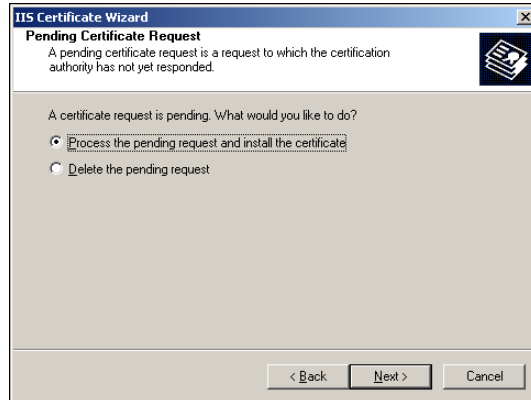 IIS Certificate Wizard
Pending Certificate Request
A pending certificate request is a request to which the certification
authority has not yet responded.
A certificate request is pending. What would you like to do?
Process the pending request and install the certificate
Delete the pending request
< Back
Next >
Cancel